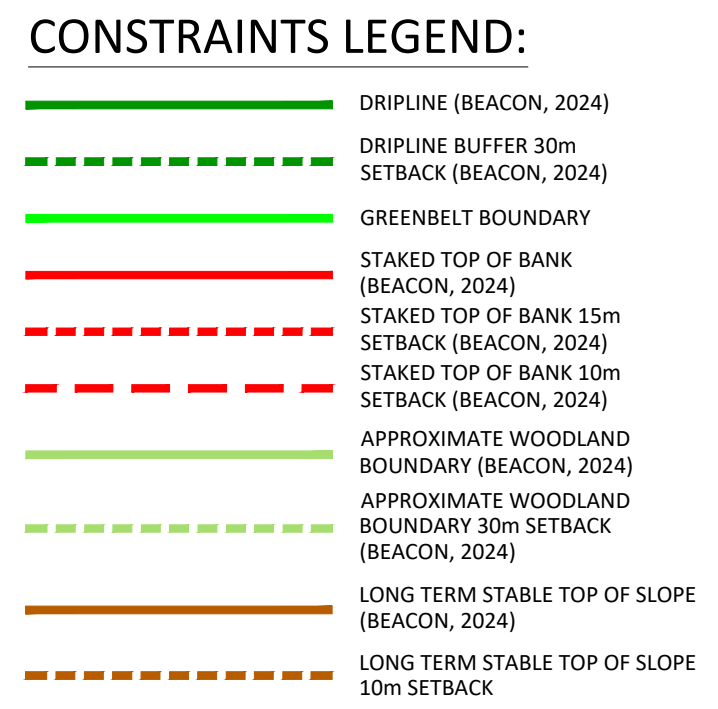 CONSTRAINTS LEGEND:
DRIPLINE (BEACON, 2024)
DRIPLINE BUFFER 30m
SETBACK (BEACON, 2024)
GREENBELT BOUNDARY
STAKED TOP OF BANK
(BEACON, 2024)
STAKED TOP OF BANK 15m
SETBACK (BEACON, 2024)
STAKED TOP OF BANK 10m
SETBACK (BEACON, 2024)
APPROXIMATE WOODLAND
BOUNDARY (BEACON, 2024)
APPROXIMATE WOODLAND
BOUNDARY 30m SETBACK
(BEACON, 2024)
LONG TERM STABLE TOP OF SLOPE
(BEACON, 2024)
LONG TERM STABLE TOP OF SLOPE
10m SETBACK